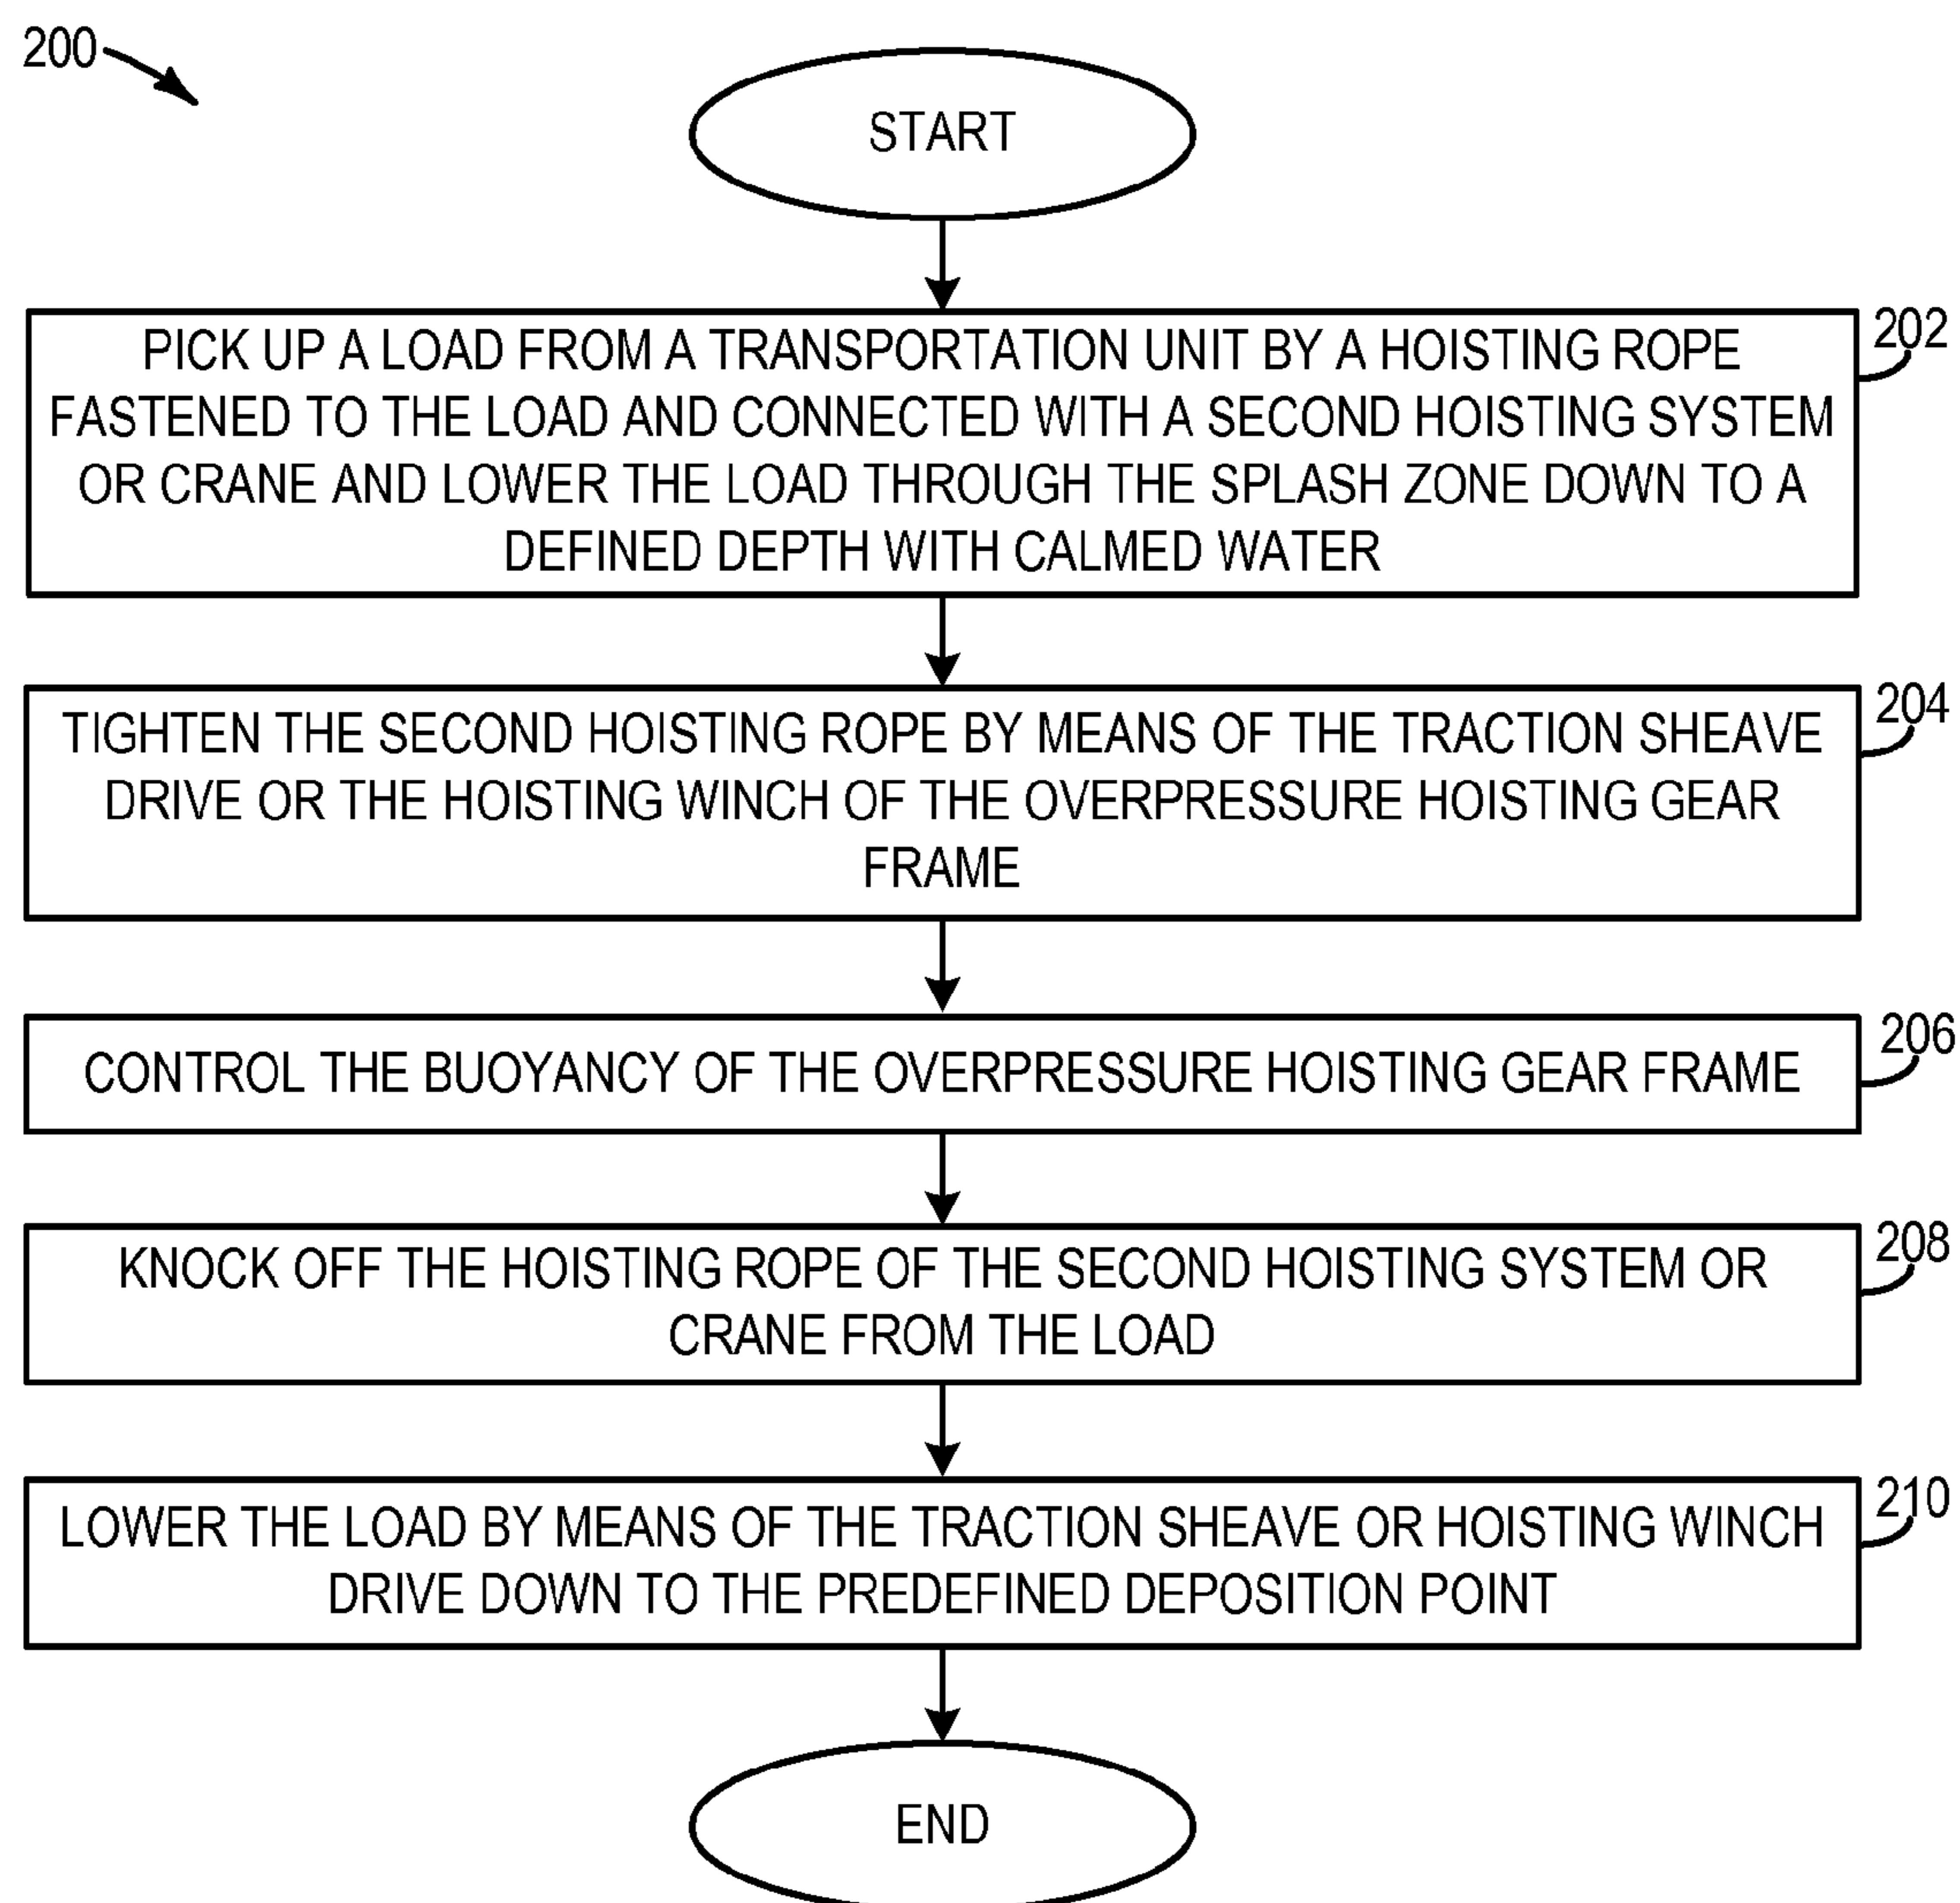 200
START
PICK UP A LOAD FROM A TRANSPORTATION UNIT BY A HOISTING ROPE
FASTENED TO THE LOAD AND CONNECTED WITH A SECOND HOISTING SYSTEM
OR CRANE AND LOWER THE LOAD THROUGH THE SPLASH ZONE DOWN TO A
DEFINED DEPTH WITH CALMED WATER
202
TIGHTEN THE SECOND HOISTING ROPE BY MEANS OF THE TRACTION SHEAVE
DRIVE OR THE HOISTING WINCH OF THE OVERPRESSURE HOISTING GEAR
FRAME
204
CONTROL THE BUOYANCY OF THE OVERPRESSURE HOISTING GEAR FRAME
206
KNOCK OFF THE HOISTING ROPE OF THE SECOND HOISTING SYSTEM OR
CRANE FROM THE LOAD
208
LOWER THE LOAD BY MEANS OF THE TRACTION SHEAVE OR HOISTING WINCH
DRIVE DOWN TO THE PREDEFINED DEPOSITION POINT
210
END